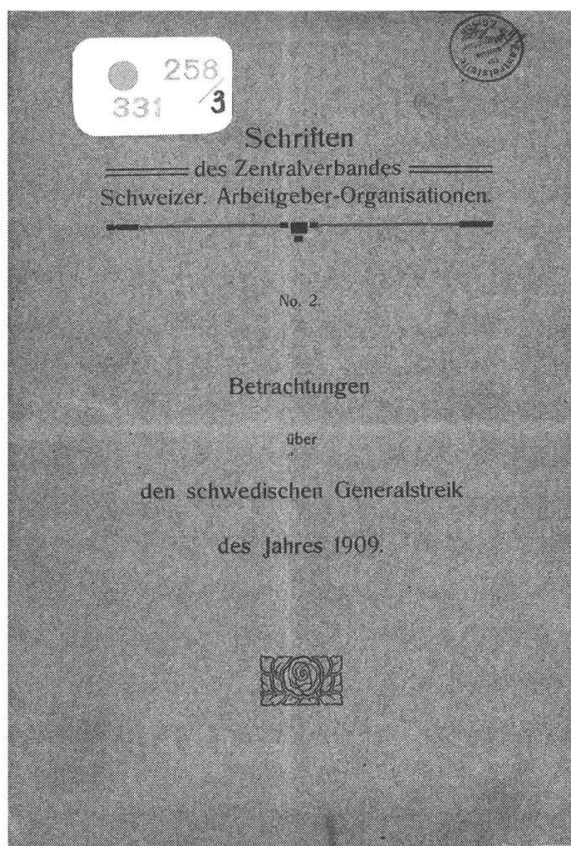 258
331 /3
Schriften
des Zentralverbandes
Schweizer. Arbeitgeber-Organisationen.
No. 2.
Betrachtungen
über
den schwedischen Generalstreik
des Jahres 1909.